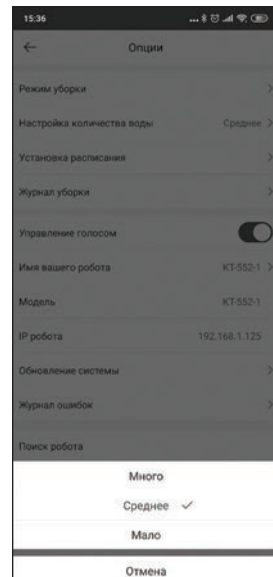 15:36
Опции
Режим уборки
Настройка количества воды Среднее
Установка расписания
Журнал уборки
Управление голосом
Имя вашего робота КТ-552-1
Модель КТ-552-1
IP робота 192.168.1.125
Обновление системы
Журнал ошибок
Поиск робота
Много
Среднее
Мало
Отмена